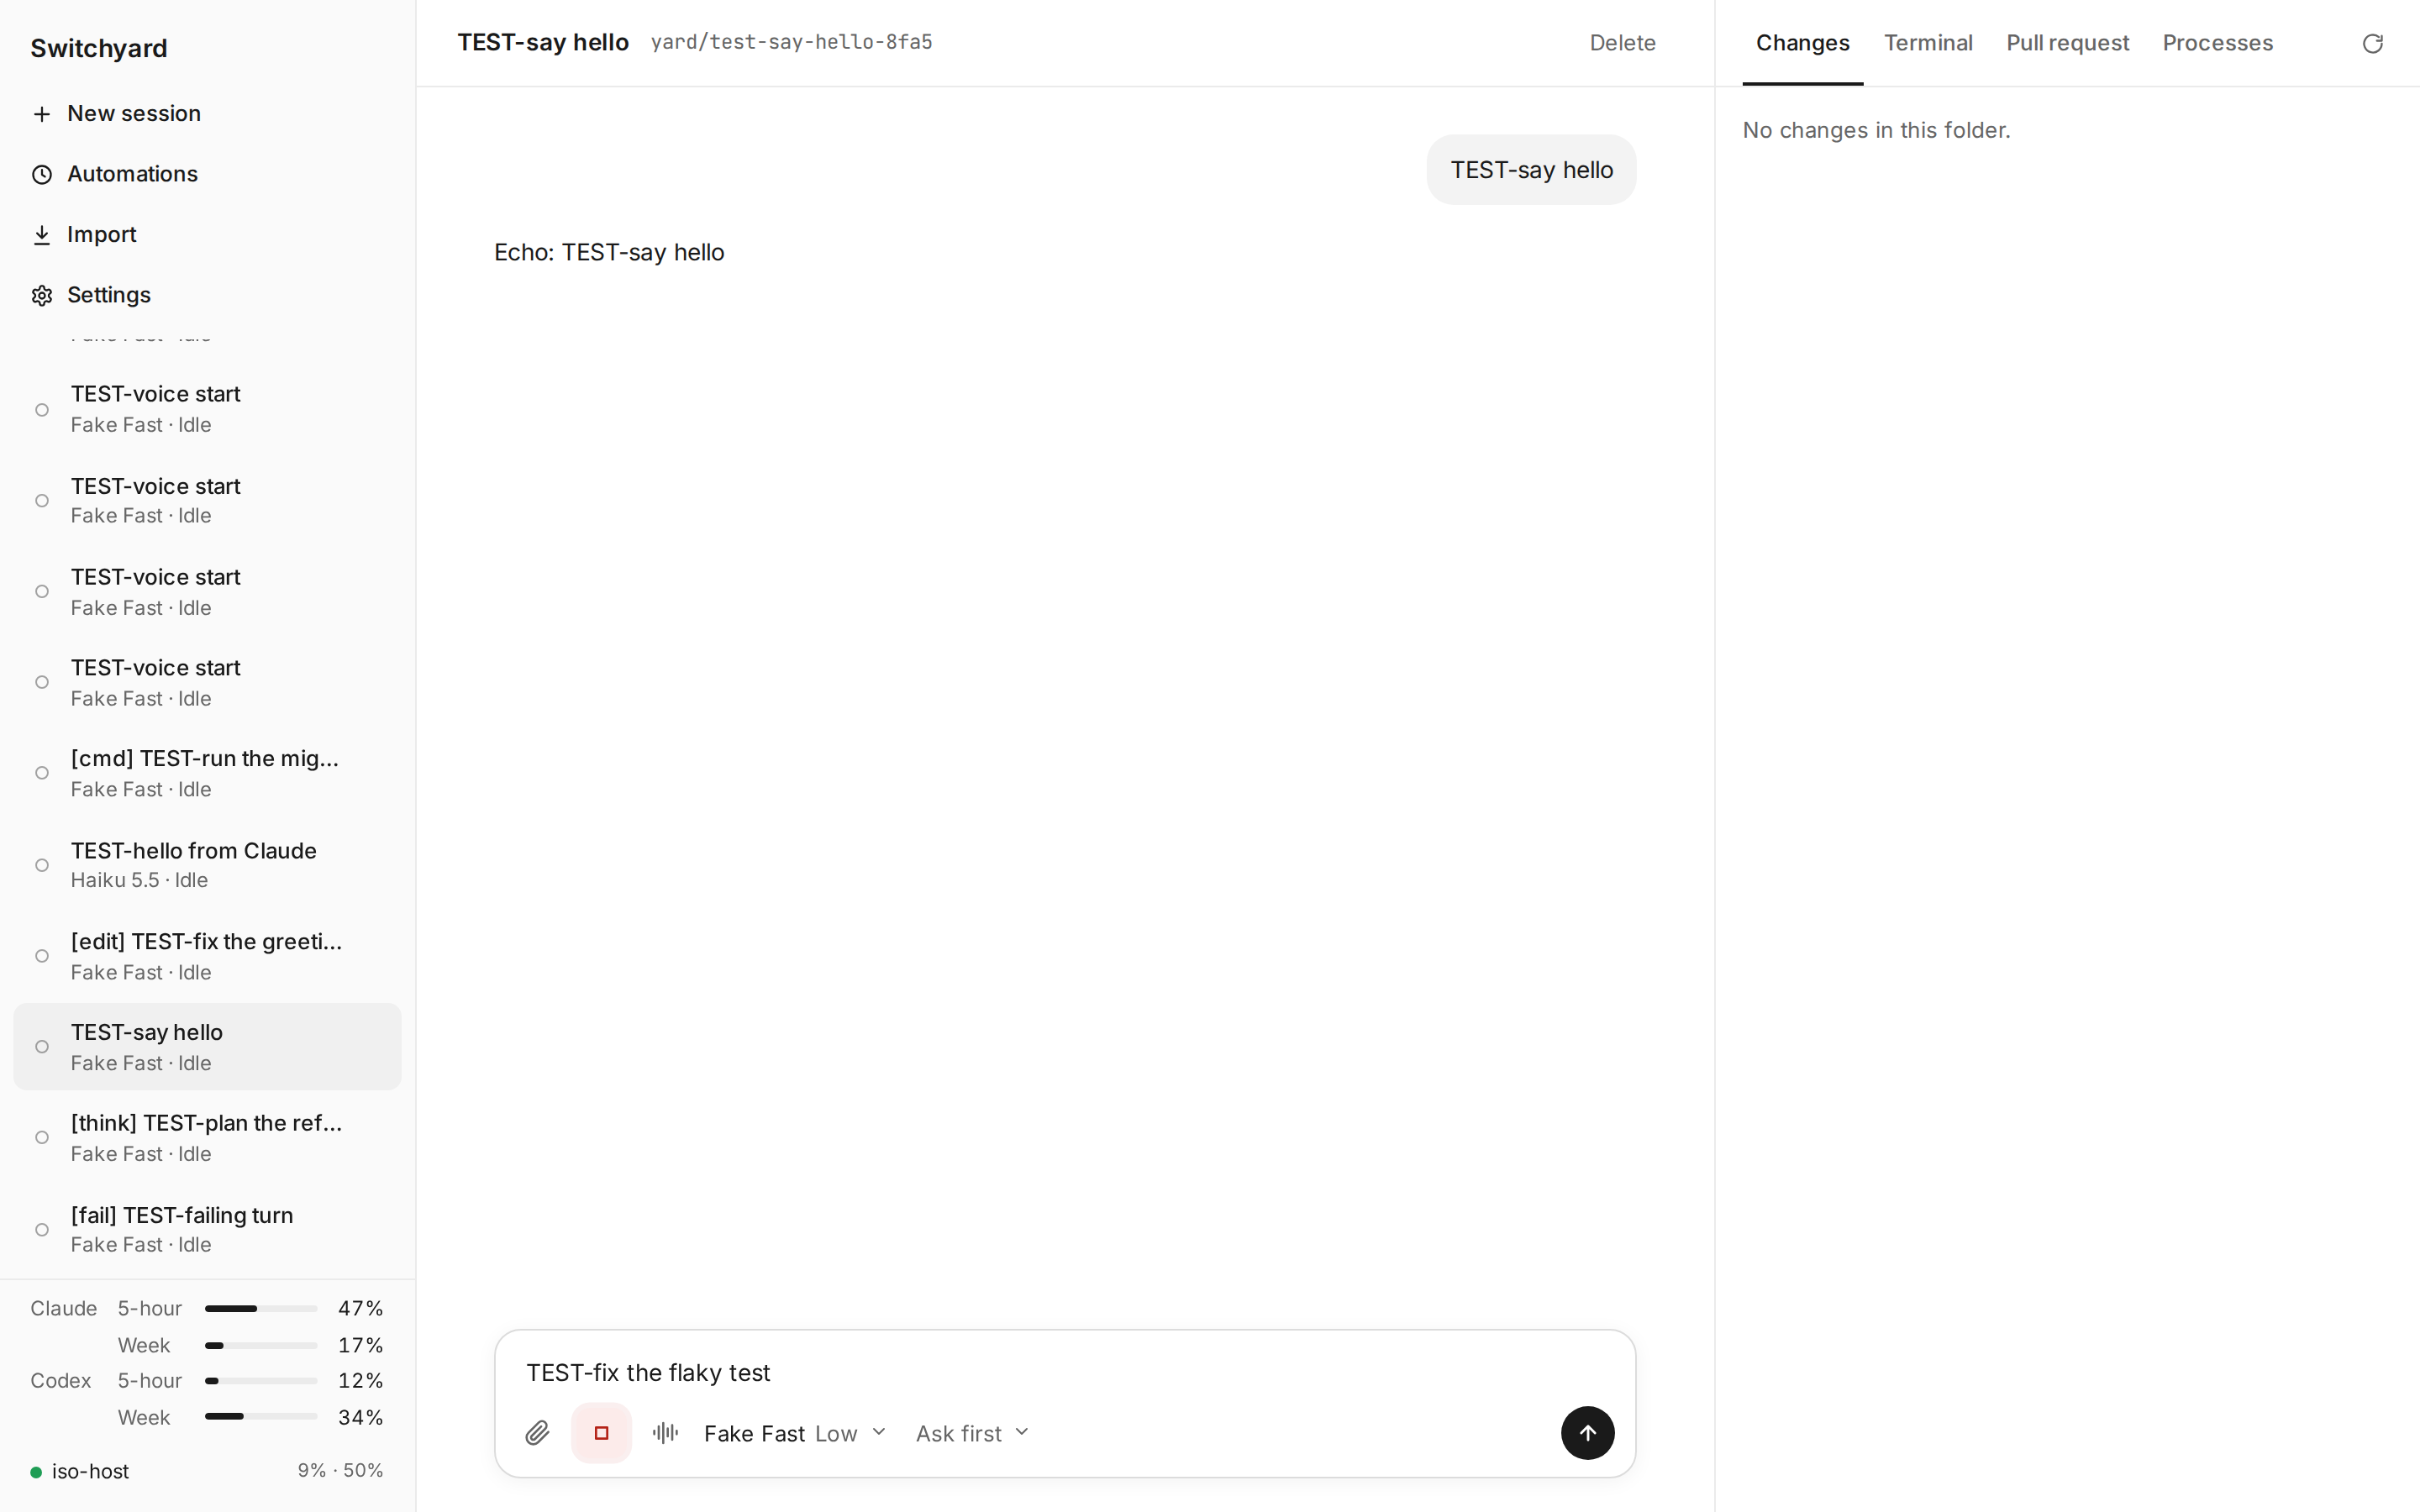 Switchyard
New session
Automations
Import
Settings
TEST-voice start
Fake Fast · Idle
TEST-voice start
Fake Fast · Idle
TEST-voice start
Fake Fast · Idle
TEST-voice start
Fake Fast · Idle
[cmd] TEST-run the mig...
Fake Fast · Idle
TEST-hello from Claude
Haiku 5.5 · Idle
[edit] TEST-fix the greeti...
Fake Fast · Idle
TEST-say hello
Fake Fast · Idle
[think] TEST-plan the ref...
Fake Fast · Idle
[fail] TEST-failing turn
Fake Fast · Idle
Claude 5-hour 47%
Week 17%
Codex 5-hour 12%
Week 34%
iso-host 9% · 50%
TEST-say hello yard/test-say-hello-8fa5 Delete
TEST-say hello
Echo: TEST-say hello
TEST-fix the flaky test
Fake Fast Low Ask first
Changes Terminal Pull request Processes
No changes in this folder.